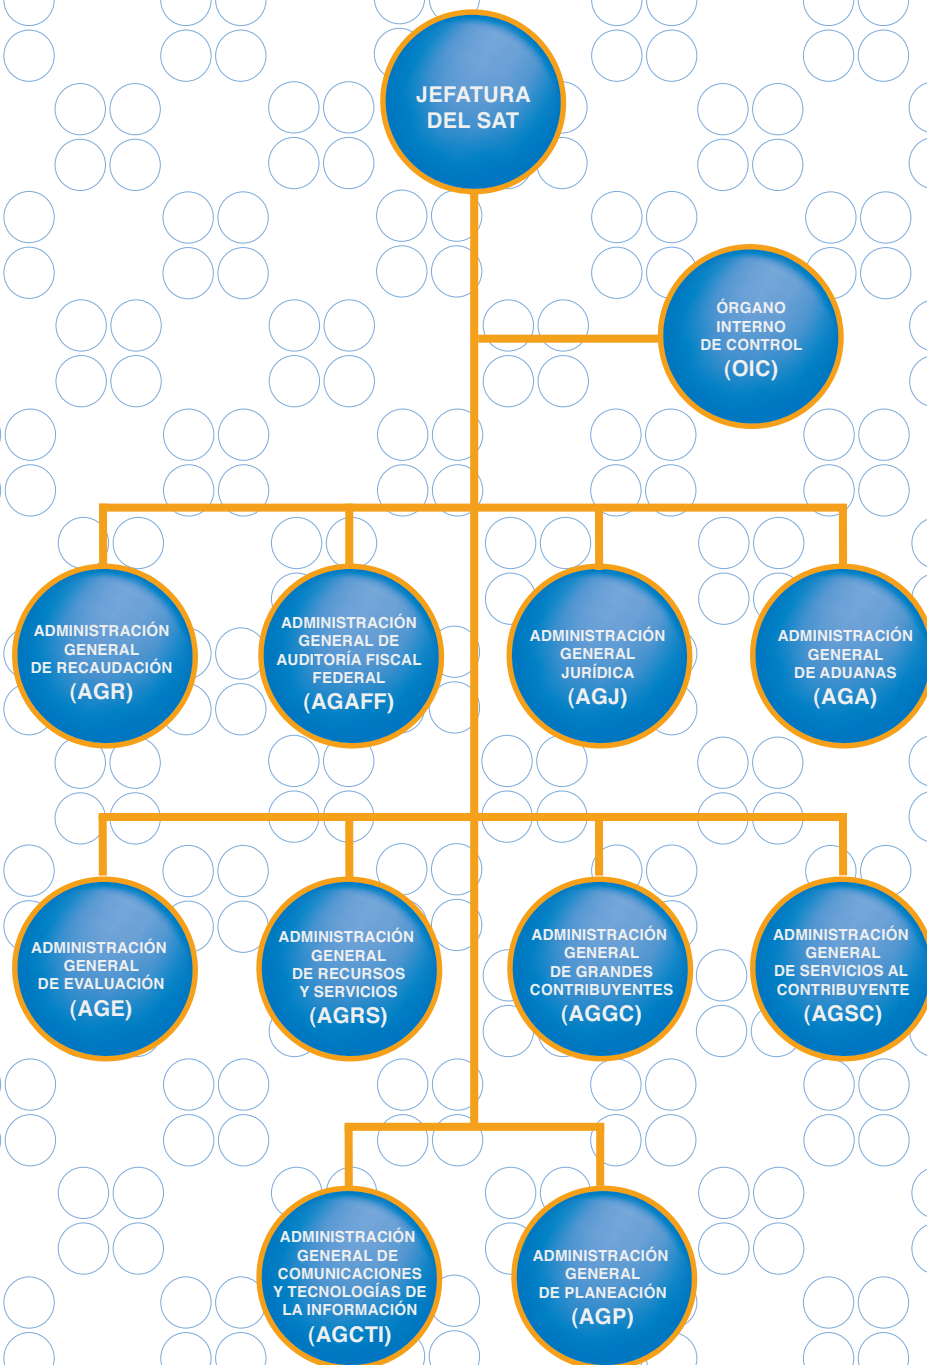 JEFATURA
DEL SAT
ÓRGANO
INTERNO
DE CONTROL
(OIC)
ADMINISTRACIÓN
GENERAL
DE RECAUDACIÓN
(AGR)
ADMINISTRACIÓN
GENERAL DE
AUDITORÍA FISCAL
FEDERAL
(AGAFF)
ADMINISTRACIÓN
GENERAL
JURÍDICA
(AGJ)
ADMINISTRACIÓN
GENERAL
DE ADUANAS
(AGA)
ADMINISTRACIÓN
GENERAL
DE EVALUACIÓN
(AGE)
ADMINISTRACIÓN
GENERAL
DE RECURSOS
Y SERVICIOS
(AGRS)
ADMINISTRACIÓN
GENERAL
DE GRANDES
CONTRIBUYENTES
(AGGC)
ADMINISTRACIÓN
GENERAL
DE SERVICIOS AL
CONTRIBUYENTE
(AGSC)
ADMINISTRACIÓN
GENERAL DE
COMUNICACIONES
Y TECNOLOGÍAS DE
LA INFORMACIÓN
(AGCTI)
ADMINISTRACIÓN
GENERAL
DE PLANEACIÓN
(AGP)